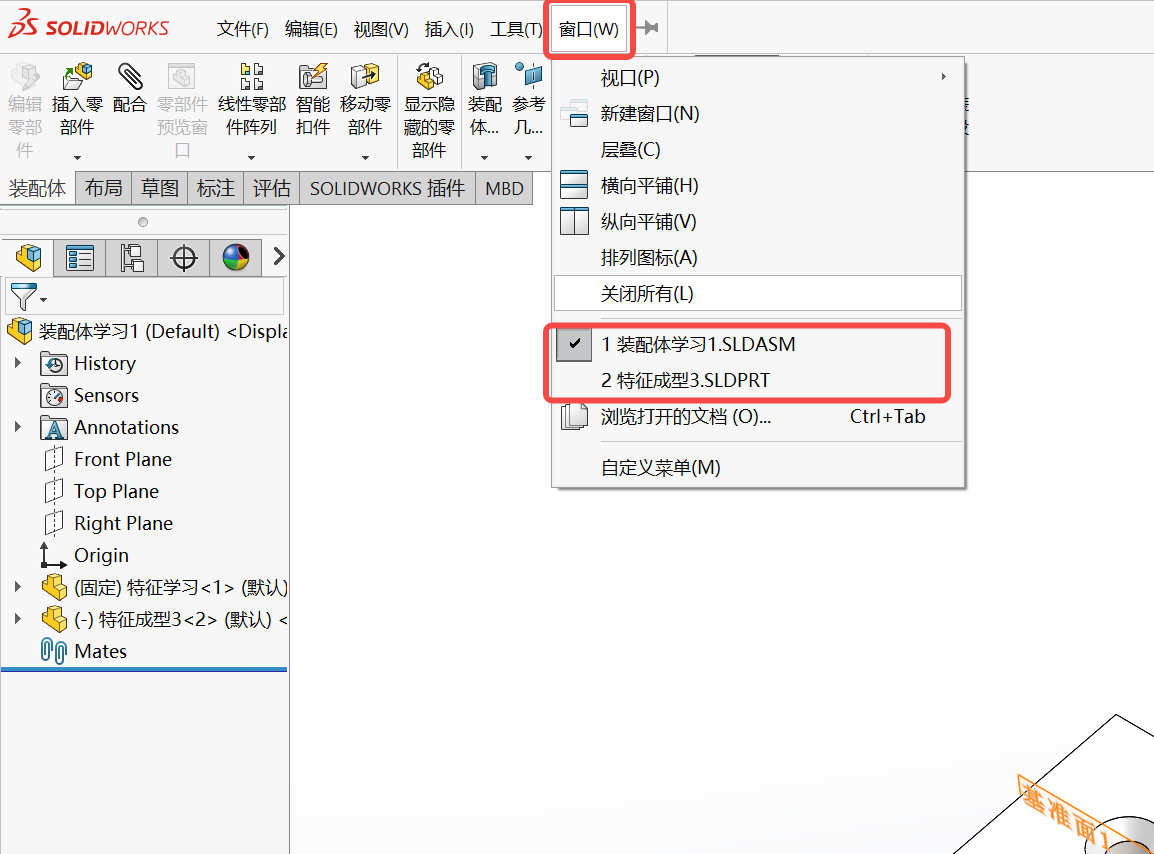 SOLIDWORKS 文件(F) 编辑(E) 视图(V) 插入(I) 工具(T) 窗口(W)
编辑零部件
插入零部件
配合
零部件预览窗口
线性零部件阵列
智能扣件
移动零部件
显示隐藏的零部件
装配体...
参考几...
装配体 布局 草图 标注 评估 SOLIDWORKS 插件 MBD
视口(P)
新建窗口(N)
层叠(C)
横向平铺(H)
纵向平铺(V)
排列图标(A)
关闭所有(L)
1 装配体学习1.SLDASM
2 特征成型3.SLDPRT
浏览打开的文档 (O)... Ctrl+Tab
自定义菜单(M)
装配体学习1 (Default) <Displa
History
Sensors
Annotations
Front Plane
Top Plane
Right Plane
Origin
(固定) 特征学习<1> (默认)
(-) 特征成型3<2> (默认) <
Mates
基准面1